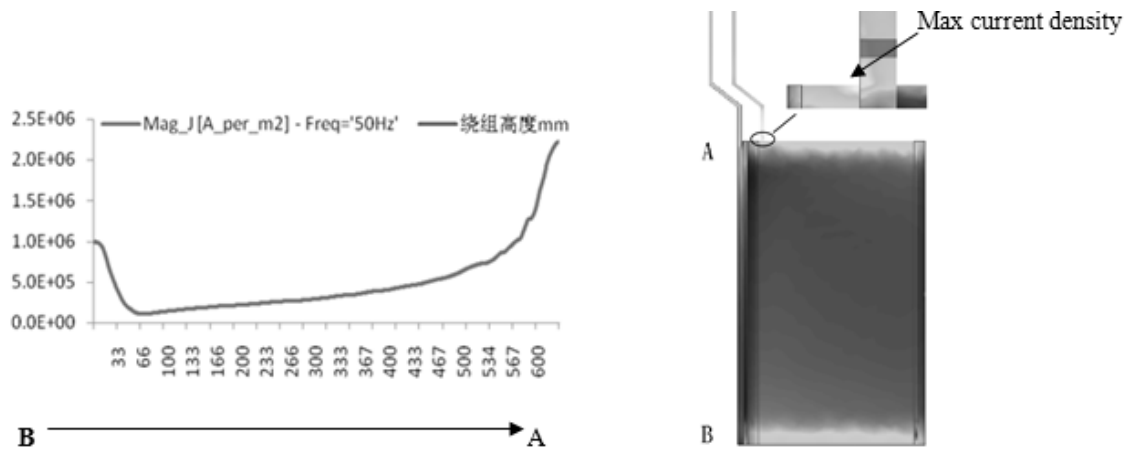 Max current density
2.5E+06
2.0E+06
1.5E+06
1.0E+06
5.0E+05
0.0E+00
Mag_J [A_per_m2] - Freq='50Hz'
绕组高度mm
33 66 100 133 166 200 233 266 300 333 367 400 433 467 500 534 567 600
B A
A
B